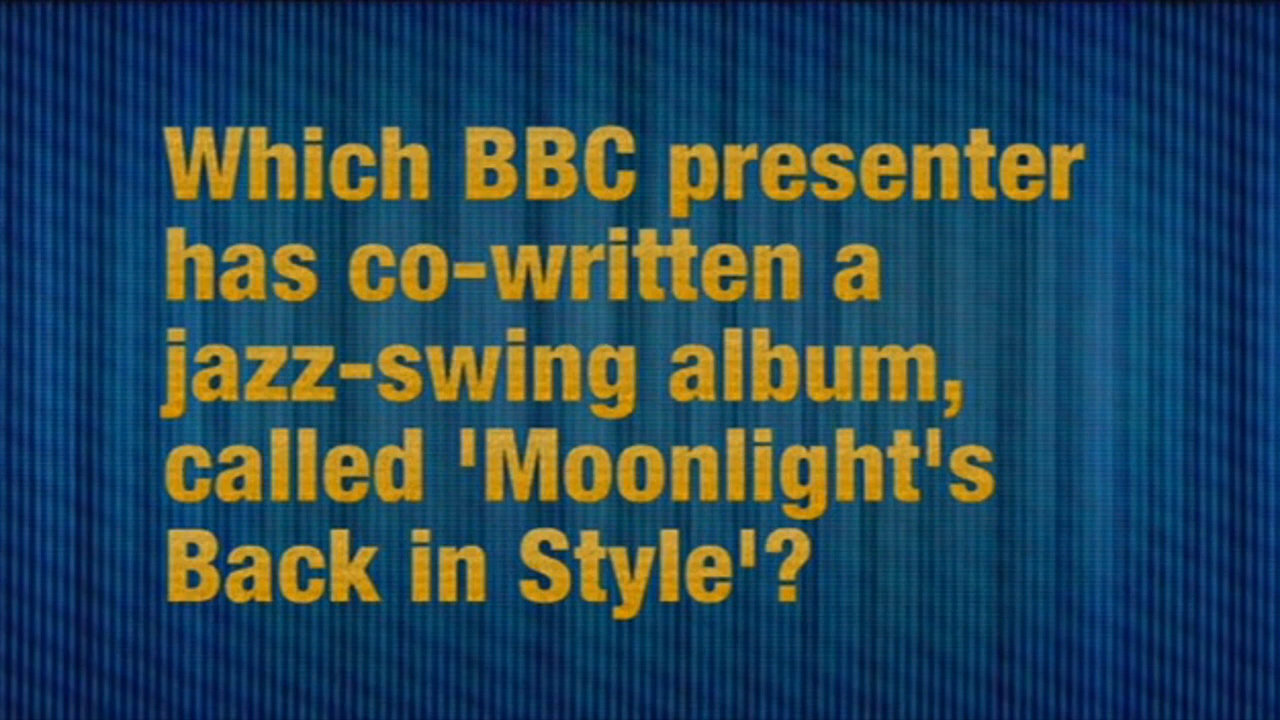 Which BBC presenter
has co-written a
jazz-swing album,
called 'Moonlight's
Back in Style'?